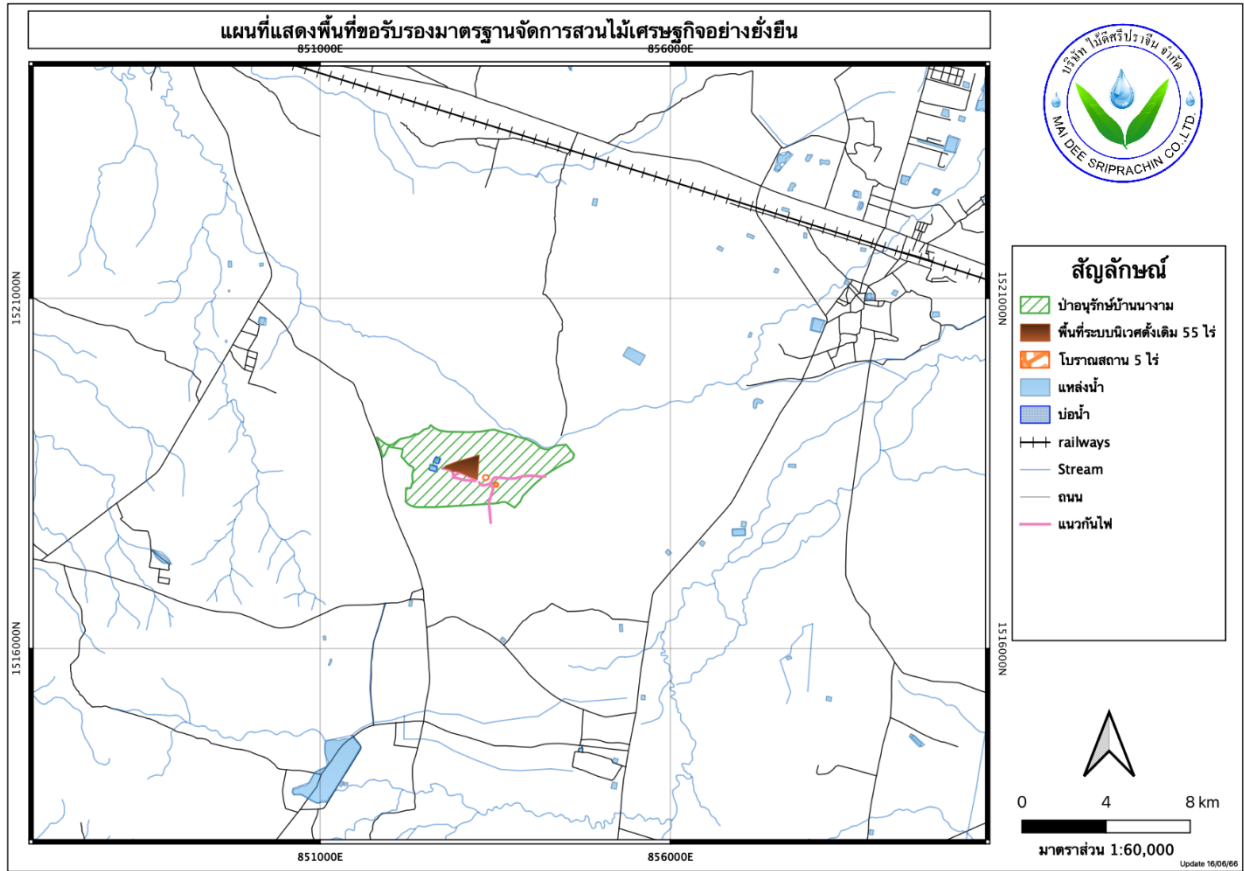 แผนที่แสดงพื้นที่ขอรับรองมาตรฐานจัดการสวนไม้เศรษฐกิจอย่างยั่งยืน
851000E
856000E
บริษัท ไม้ดีศรีปราจีน จำกัด
MAI DEE SRIPRACHIN CO.,LTD.
1521000N
1521000N
สัญลักษณ์
ป่าอนุรักษ์บ้านนางาม
พื้นที่ระบบนิเวศดั้งเดิม 55 ไร่
โบราณสถาน 5 ไร่
แหล่งน้ำ
บ่อน้ำ
railways
Stream
ถนน
แนวกันไฟ
1516000N
1516000N
0 4 8 km
มาตราส่วน 1:60,000
851000E
856000E
Update 16/06/66